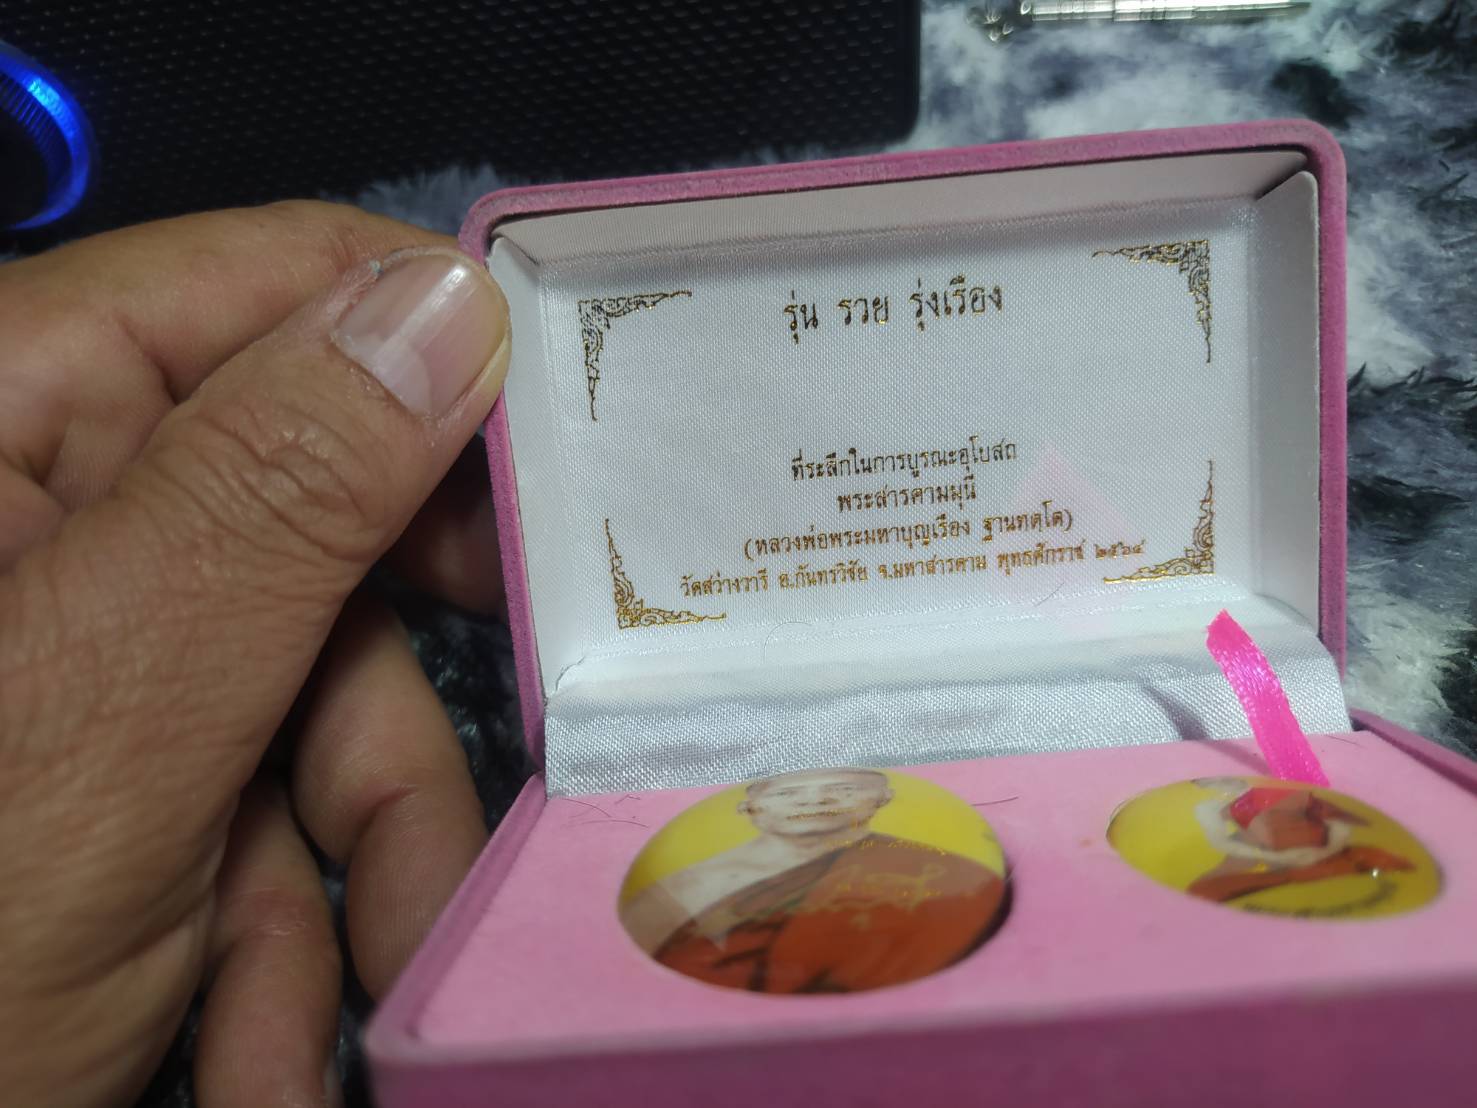 รุ่น รวย รุ่งเรือง
ที่ระลึกในการบูรณะอุโบสถ
พระสารคามมุนี
(หลวงพ่อพระมหาบุญเรือง ฐานทตฺโต)
วัดสว่างวารี อ.กันทรวิชัย จ.มหาสารคาม พุทธศักราช ๒๕๖๔